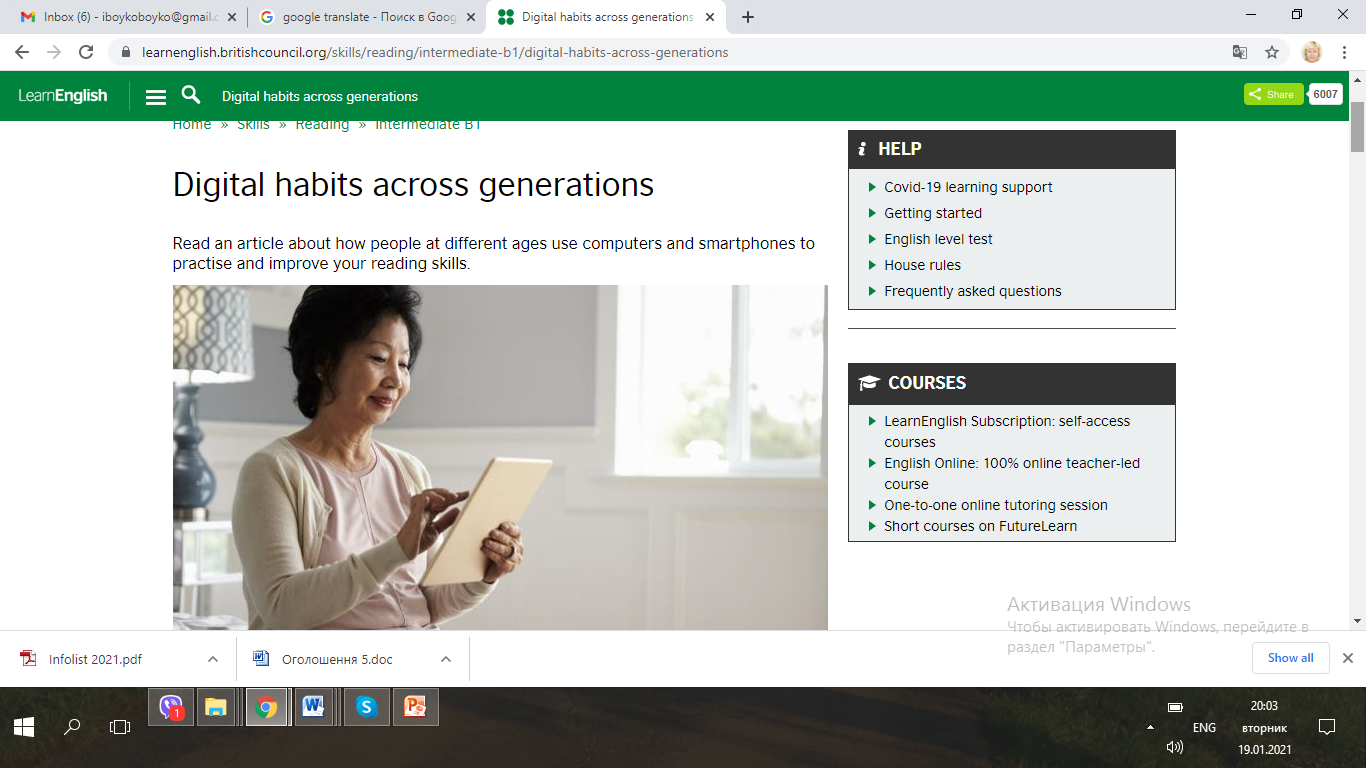 Inbox (6) - iboykoboyko@gmail.c
google translate - Поиск в Goog
Digital habits across generations
learnenglish.britishcouncil.org/skills/reading/intermediate-b1/digital-habits-across-generations
LearnEnglish
Digital habits across generations
Share
6007
Home » Skills » Reading » Intermediate B1
Digital habits across generations
Read an article about how people at different ages use computers and smartphones to
practise and improve your reading skills.
HELP
Covid-19 learning support
Getting started
English level test
House rules
Frequently asked questions
COURSES
LearnEnglish Subscription: self-access
courses
English Online: 100% online teacher-led
course
One-to-one online tutoring session
Short courses on FutureLearn
Активация Windows
Чтобы активировать Windows, перейдите в
раздел "Параметры".
Infolist 2021.pdf
Оголошення 5.doc
Show all
1
ENG
20:03
вторник
19.01.2021